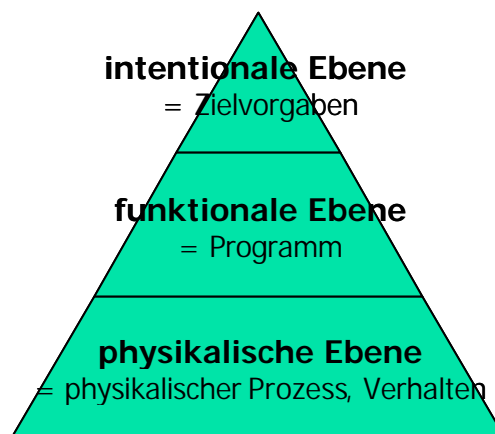 intentionale Ebene
= Zielvorgaben
funktionale Ebene
= Programm
physikalische Ebene
= physikalischer Prozess, Verhalten